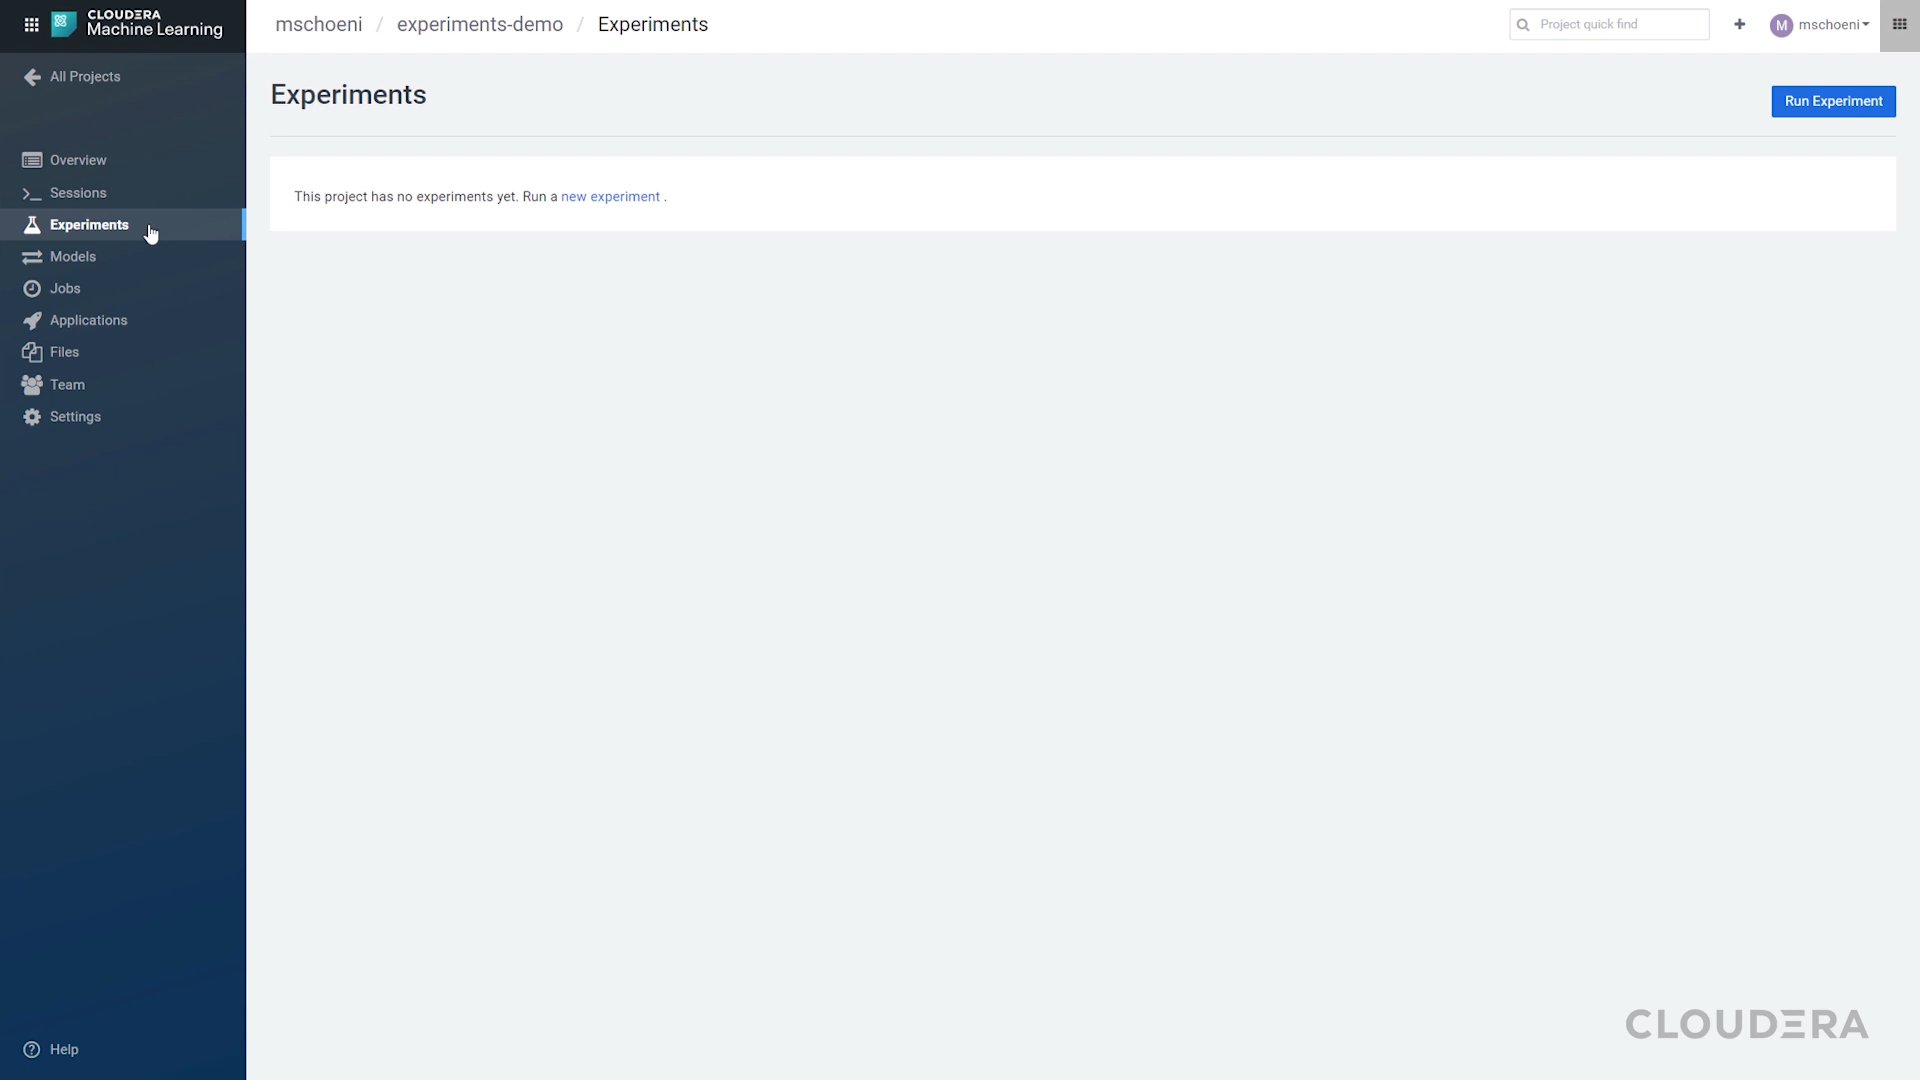 CLOUDERA
Machine Learning
mschoeni / experiments-demo / Experiments
Project quick find
+
M mschoeni
All Projects
Experiments
Run Experiment
This project has no experiments yet. Run a new experiment .
Overview
Sessions
Experiments
Models
Jobs
Applications
Files
Team
Settings
? Help
CLOUDERA